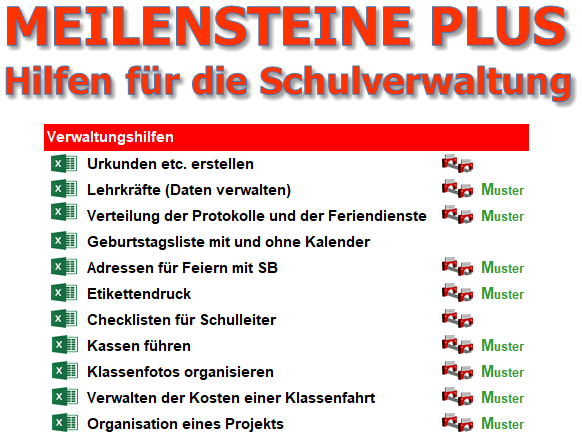 MEILENSTEINE PLUS
Hilfen für die Schulverwaltung
Verwaltungshilfen
Urkunden etc. erstellen
Lehrkräfte (Daten verwalten) Muster
Verteilung der Protokolle und der Feriendienste Muster
Geburtstagsliste mit und ohne Kalender
Adressen für Feiern mit SB Muster
Etikettendruck Muster
Checklisten für Schulleiter
Kassen führen Muster
Klassenfotos organisieren Muster
Verwalten der Kosten einer Klassenfahrt Muster
Organisation eines Projekts Muster